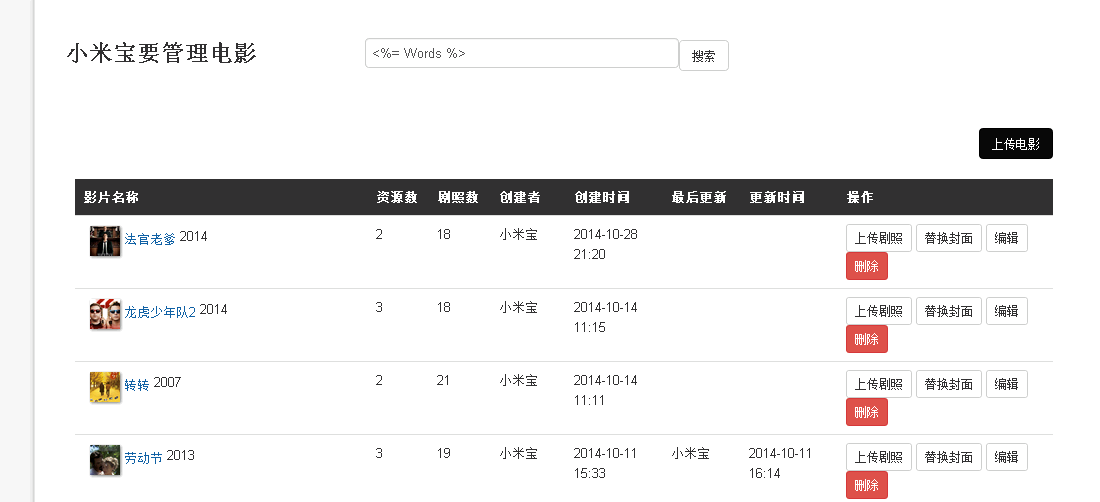 小米宝要管理电影
<%= Words %> 搜索
上传电影
影片名称 资源数 剧照数 创建者 创建时间 最后更新 更新时间 操作
法官老爹 2014 2 18 小米宝 2014-10-28 上传剧照 替换封面 编辑
21:20 删除
龙虎少年队2 2014 3 18 小米宝 2014-10-14 上传剧照 替换封面 编辑
11:15 删除
转转 2007 2 21 小米宝 2014-10-14 上传剧照 替换封面 编辑
11:11 删除
劳动节 2013 3 19 小米宝 2014-10-11 小米宝 2014-10-11 上传剧照 替换封面 编辑
15:33 16:14 删除